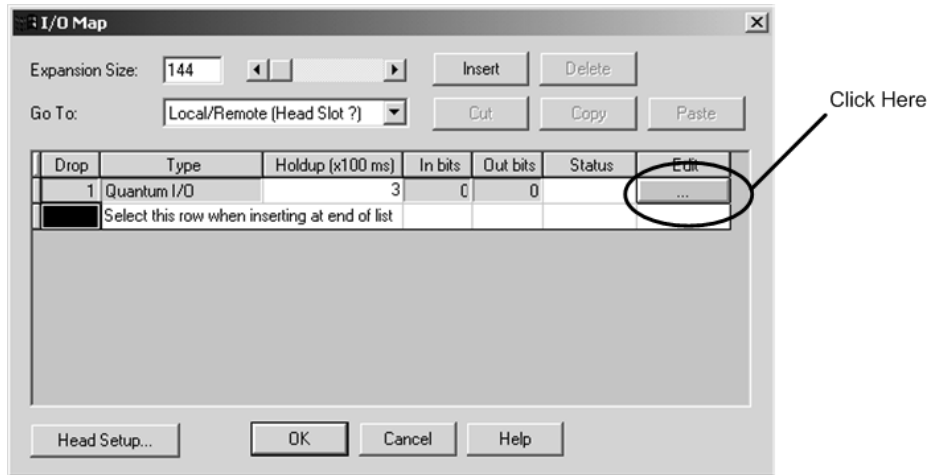 I/O Map
Expansion Size: 144 Insert Delete
Go To: Local/Remote (Head Slot ?) Cut Copy Paste
Click Here
Drop Type Holdup (x100 ms) In bits Out bits Status Edit
1 Quantum I/O 3 0 0 ...
Select this row when inserting at end of list
Head Setup... OK Cancel Help